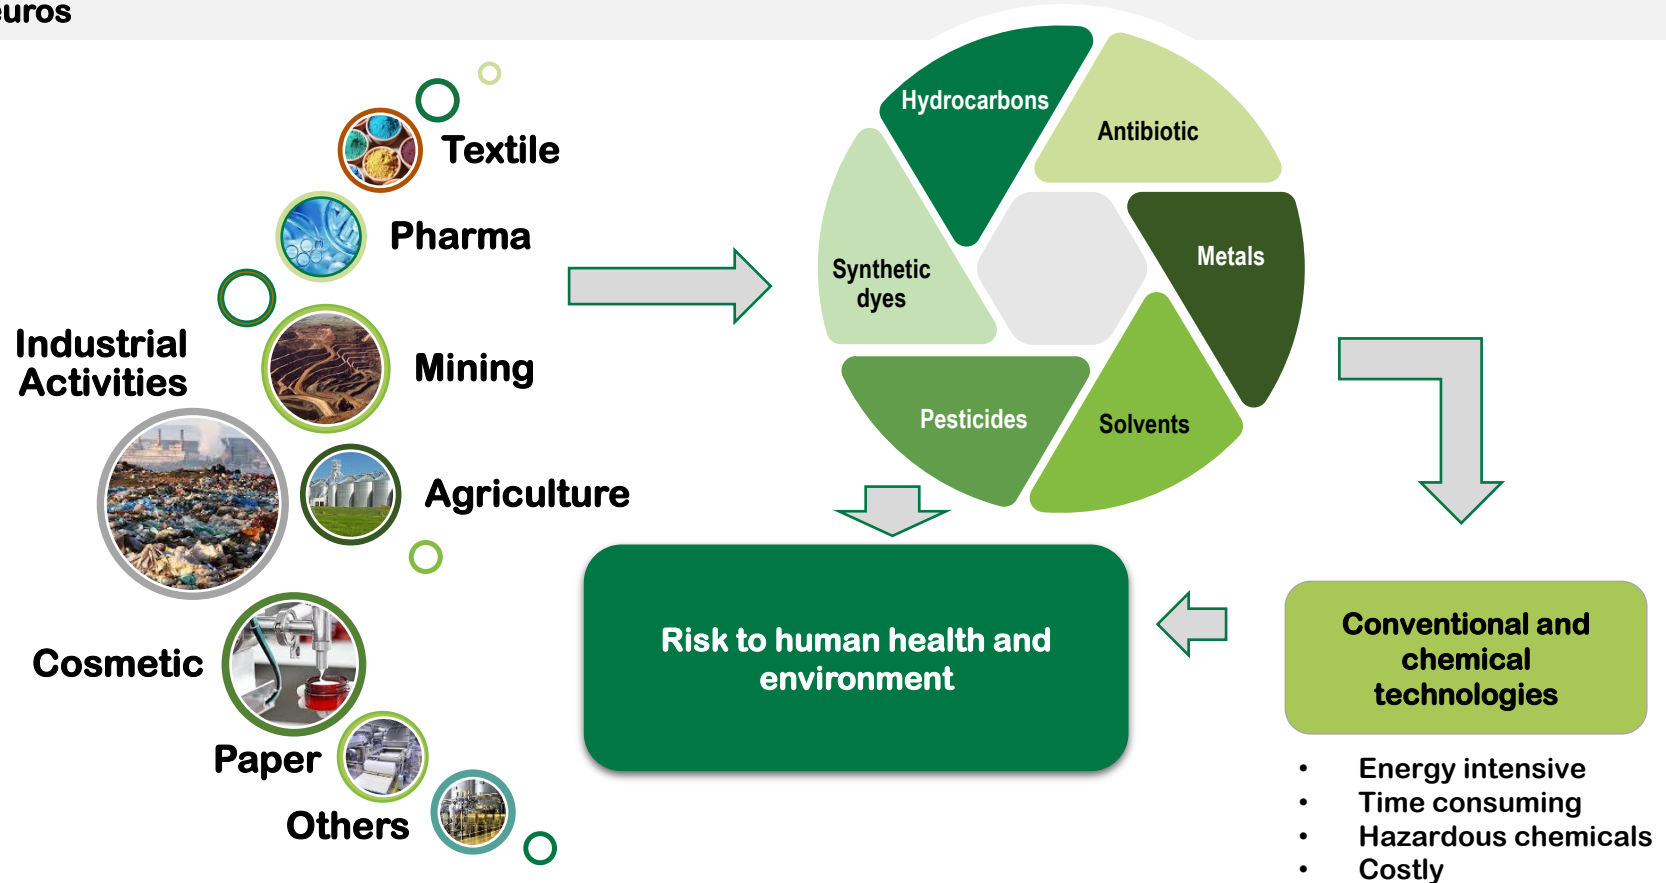 Textile
Pharma
Industrial
Activities
Mining
Agriculture
Cosmetic
Paper
Others
Hydrocarbons
Antibiotic
Synthetic
dyes
Metals
Pesticides
Solvents
Risk to human health and
environment
Conventional and
chemical
technologies
• Energy intensive
• Time consuming
• Hazardous chemicals
• Costly